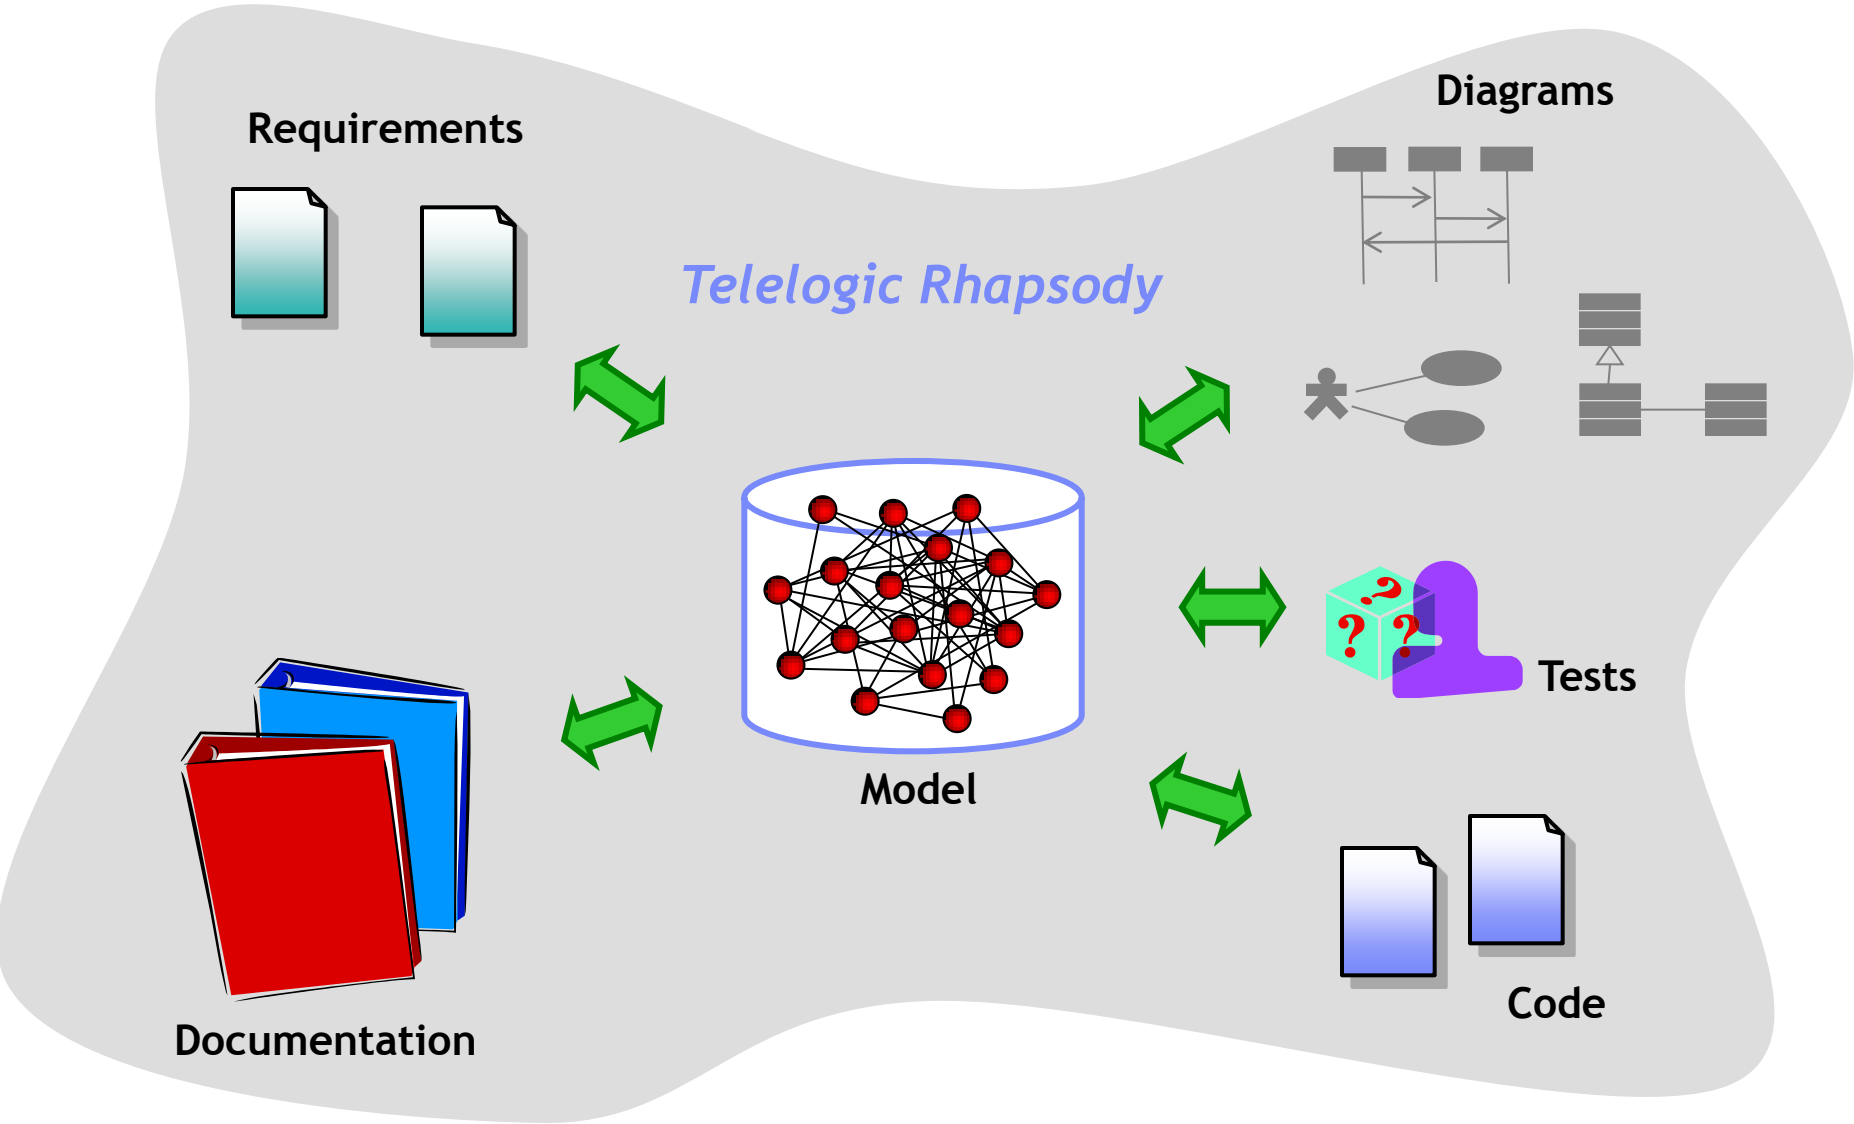 Diagrams
Requirements
Telelogic Rhapsody
?
? ?
Tests
Model
Code
Documentation